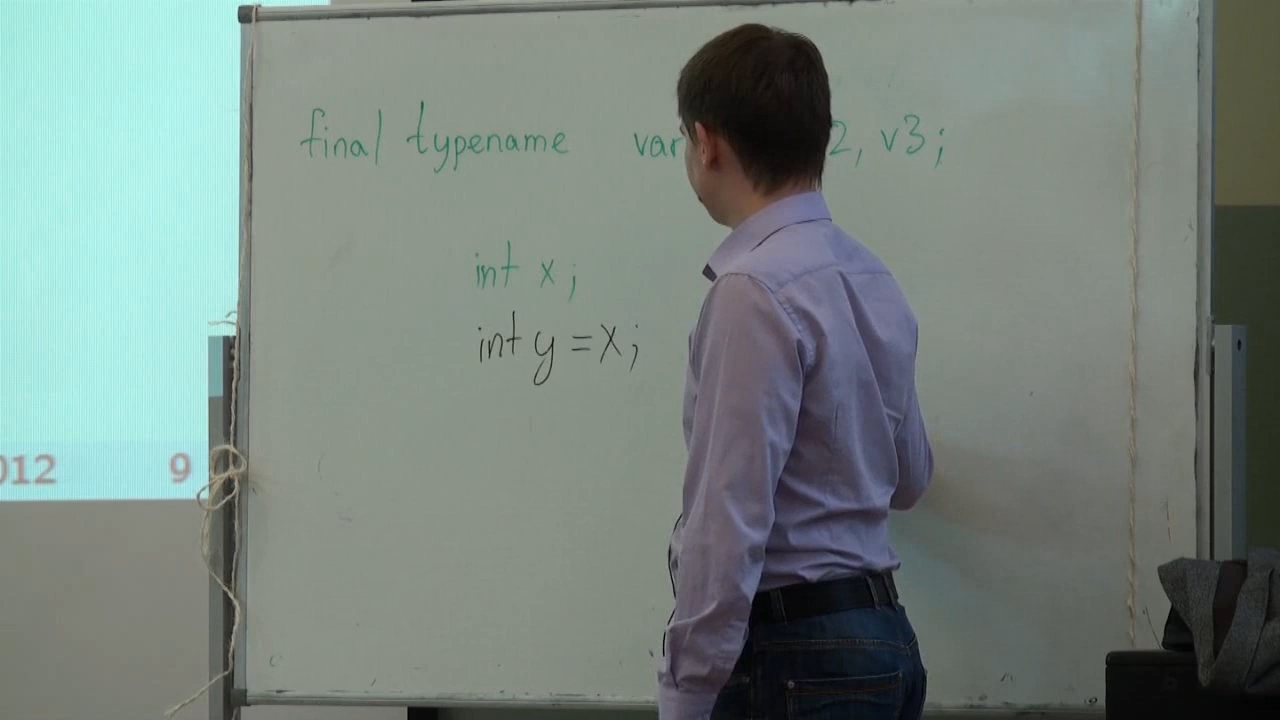 final typename var 2, v3;
int x;
int y = x;
012 9